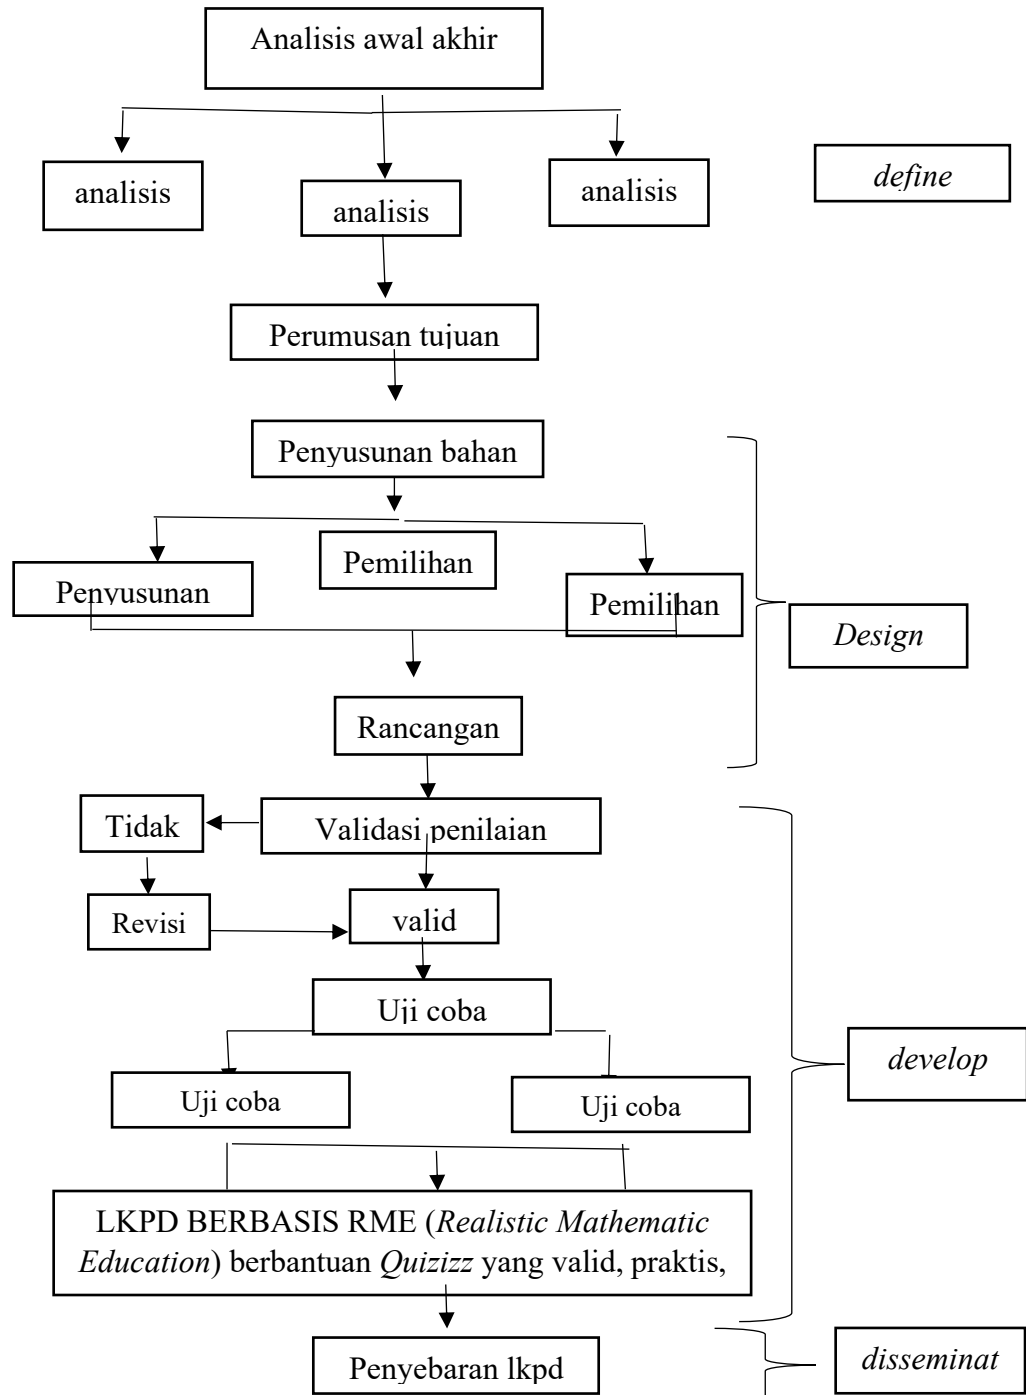 Analisis awal akhir
analisis
analisis
analisis
define
Perumusan tujuan
Penyusunan bahan
Penyusunan
Pemilihan
Pemilihan
Design
Rancangan
Tidak
Validasi penilaian
Revisi
valid
Uji coba
Uji coba
Uji coba
develop
LKPD BERBASIS RME (Realistic Mathematic
Education) berbantuan Quizizz yang valid, praktis,
Penyebaran lkpd
disseminat